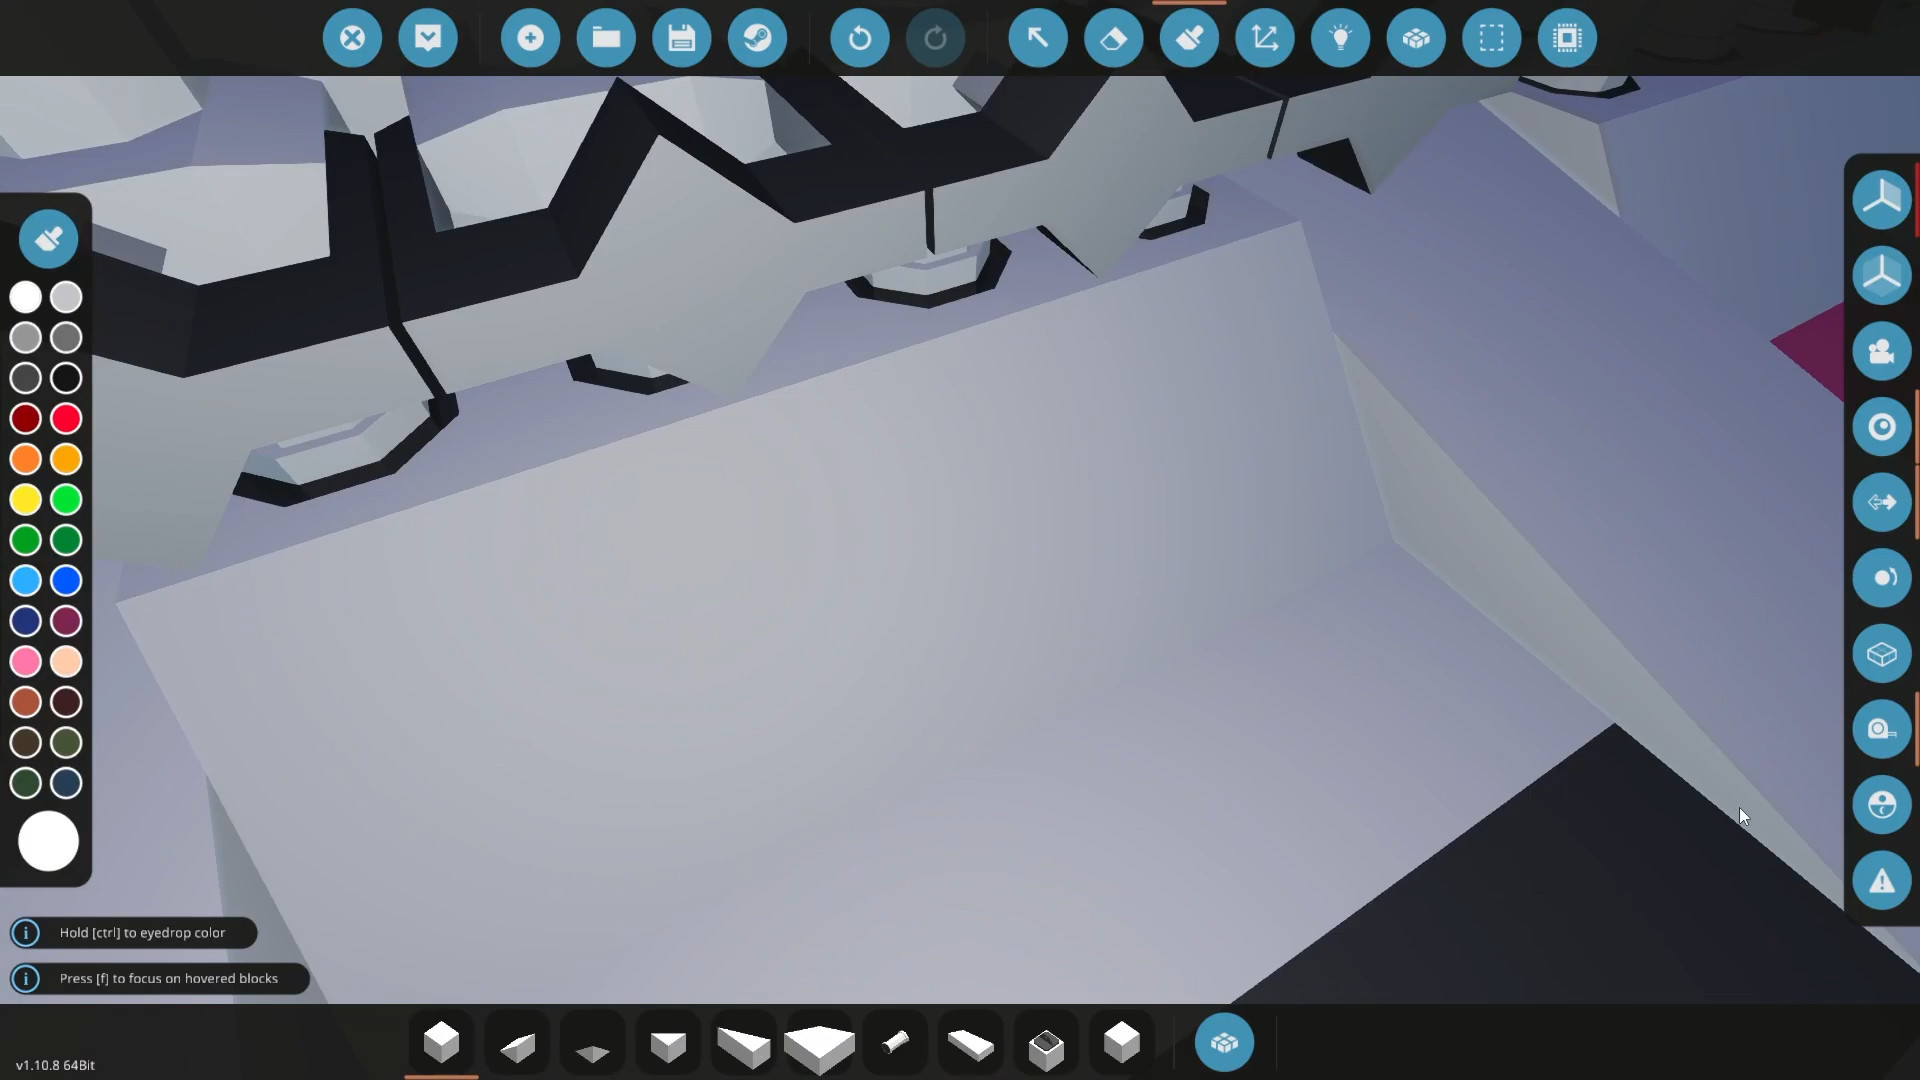 Hold [ctrl] to eyedrop color
Press [f] to focus on hovered blocks
v1.10.8 64Bit